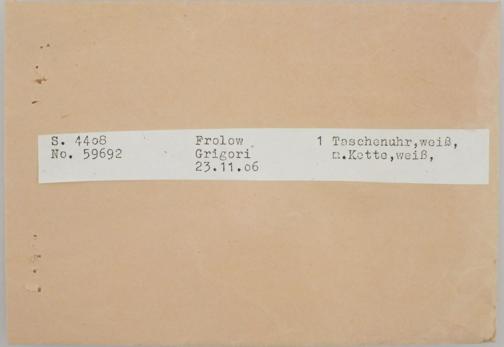 S. 4408 Frolow 1 Taschenuhr,weiß,
No. 59692 Grigori m.Kette,weiß,
23.11.06